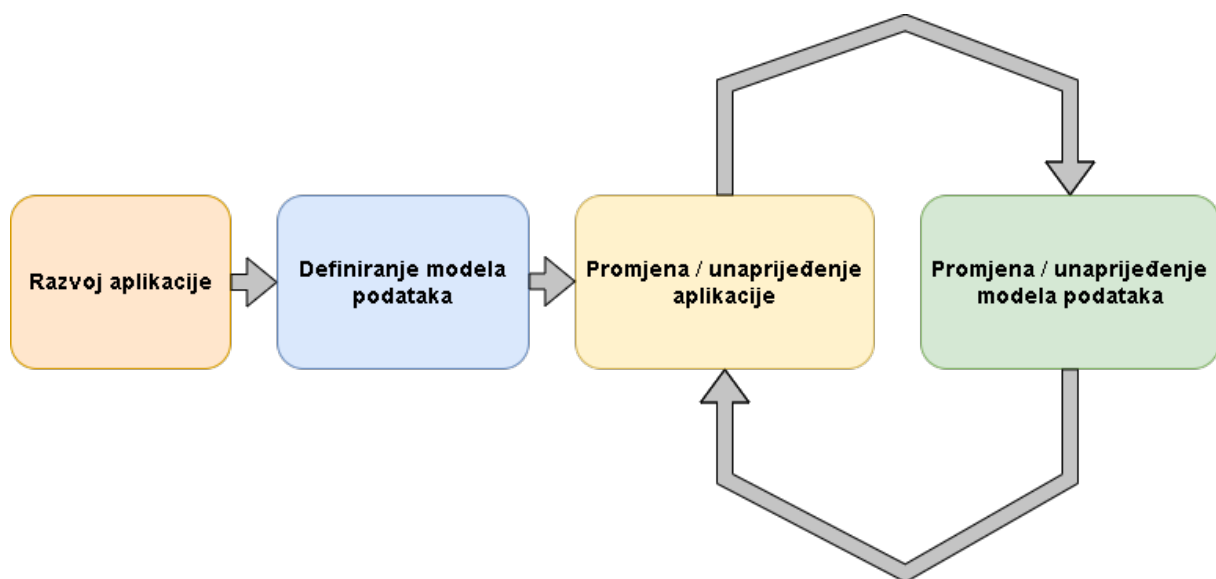 Razvoj aplikacije
Definiranje modela
podataka
Promjena / unaprijeđenje
aplikacije
Promjena / unaprijeđenje
modela podataka